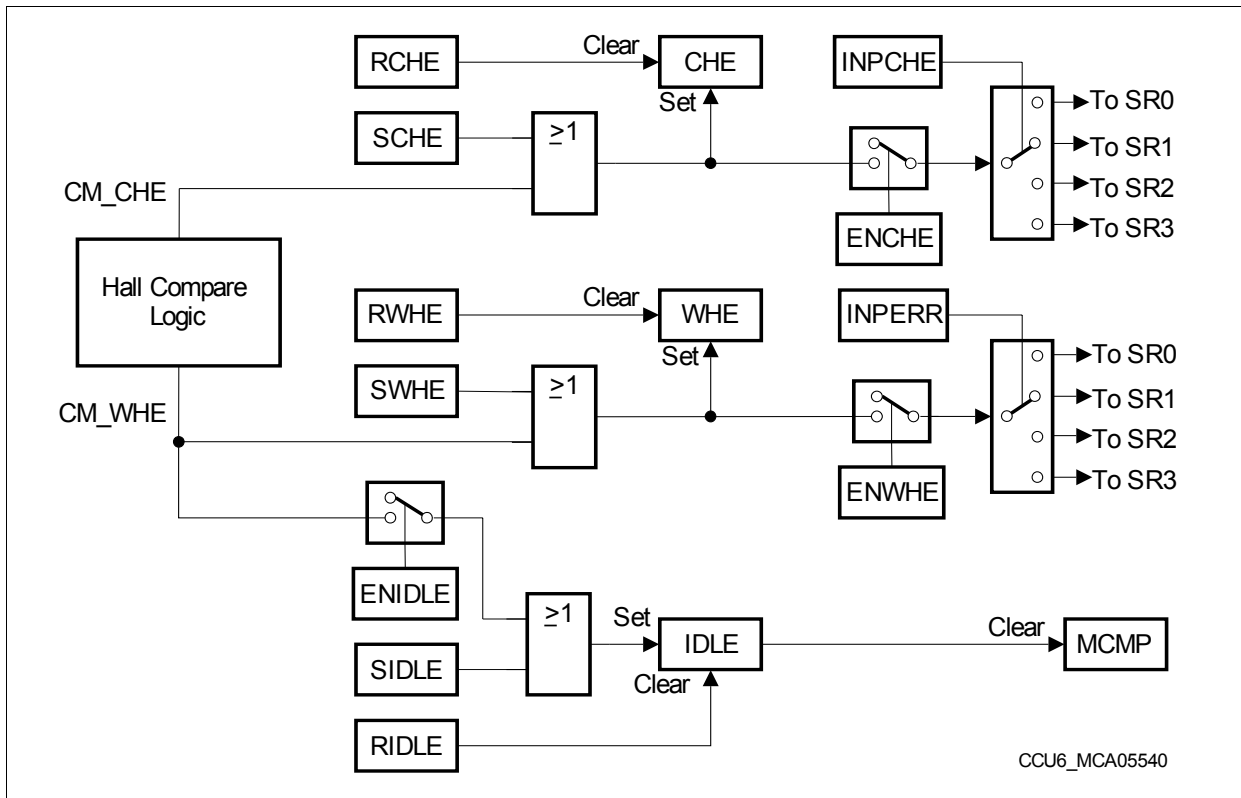 RCHE
Clear
CHE
INPCHE
Set
SCHE
≥1
To SR0
To SR1
To SR2
To SR3
CM_CHE
ENCHE
Hall Compare
Logic
RWHE
Clear
WHE
INPERR
Set
SWHE
≥1
To SR0
To SR1
To SR2
To SR3
CM_WHE
ENWHE
ENIDLE
≥1
Set
IDLE
Clear
MCMP
SIDLE
Clear
RIDLE
CCU6_MCA05540